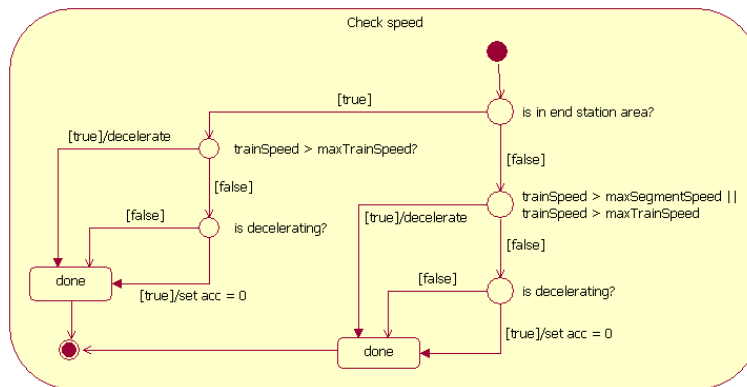 Check speed
[true]
is in end station area?
[true]/decelerate
trainSpeed > maxTrainSpeed?
[false]
[false]
trainSpeed > maxSegmentSpeed ||
trainSpeed > maxTrainSpeed
[false]
is decelerating?
[true]/decelerate
[false]
done
[false]
is decelerating?
[true]/set acc = 0
[true]/set acc = 0
done